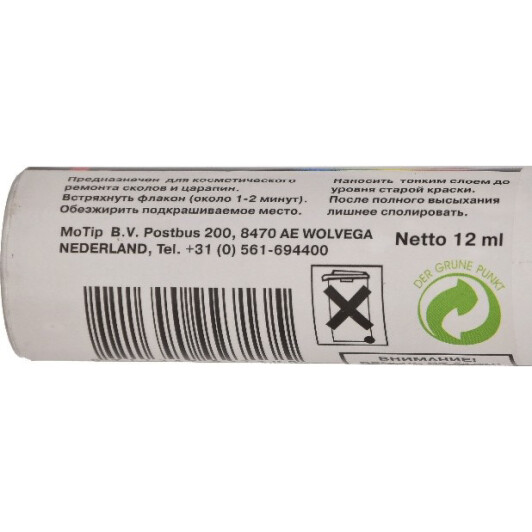 Предназначен для косметического
ремонта сколов и царапин.
Встряхнуть флакон (около 1-2 минут).
Обезжирить подкрашиваемое место.
Наносить тонким слоем до
уровня старой краски.
После полного высыхания
лишнее сполировать.
MoTip B.V. Postbus 200, 8470 AE WOLVEGA
NEDERLAND, Tel. +31 (0) 561-694400
Netto 12 ml
DER GRÜNE PUNKT
ВНИМАНИЕ!